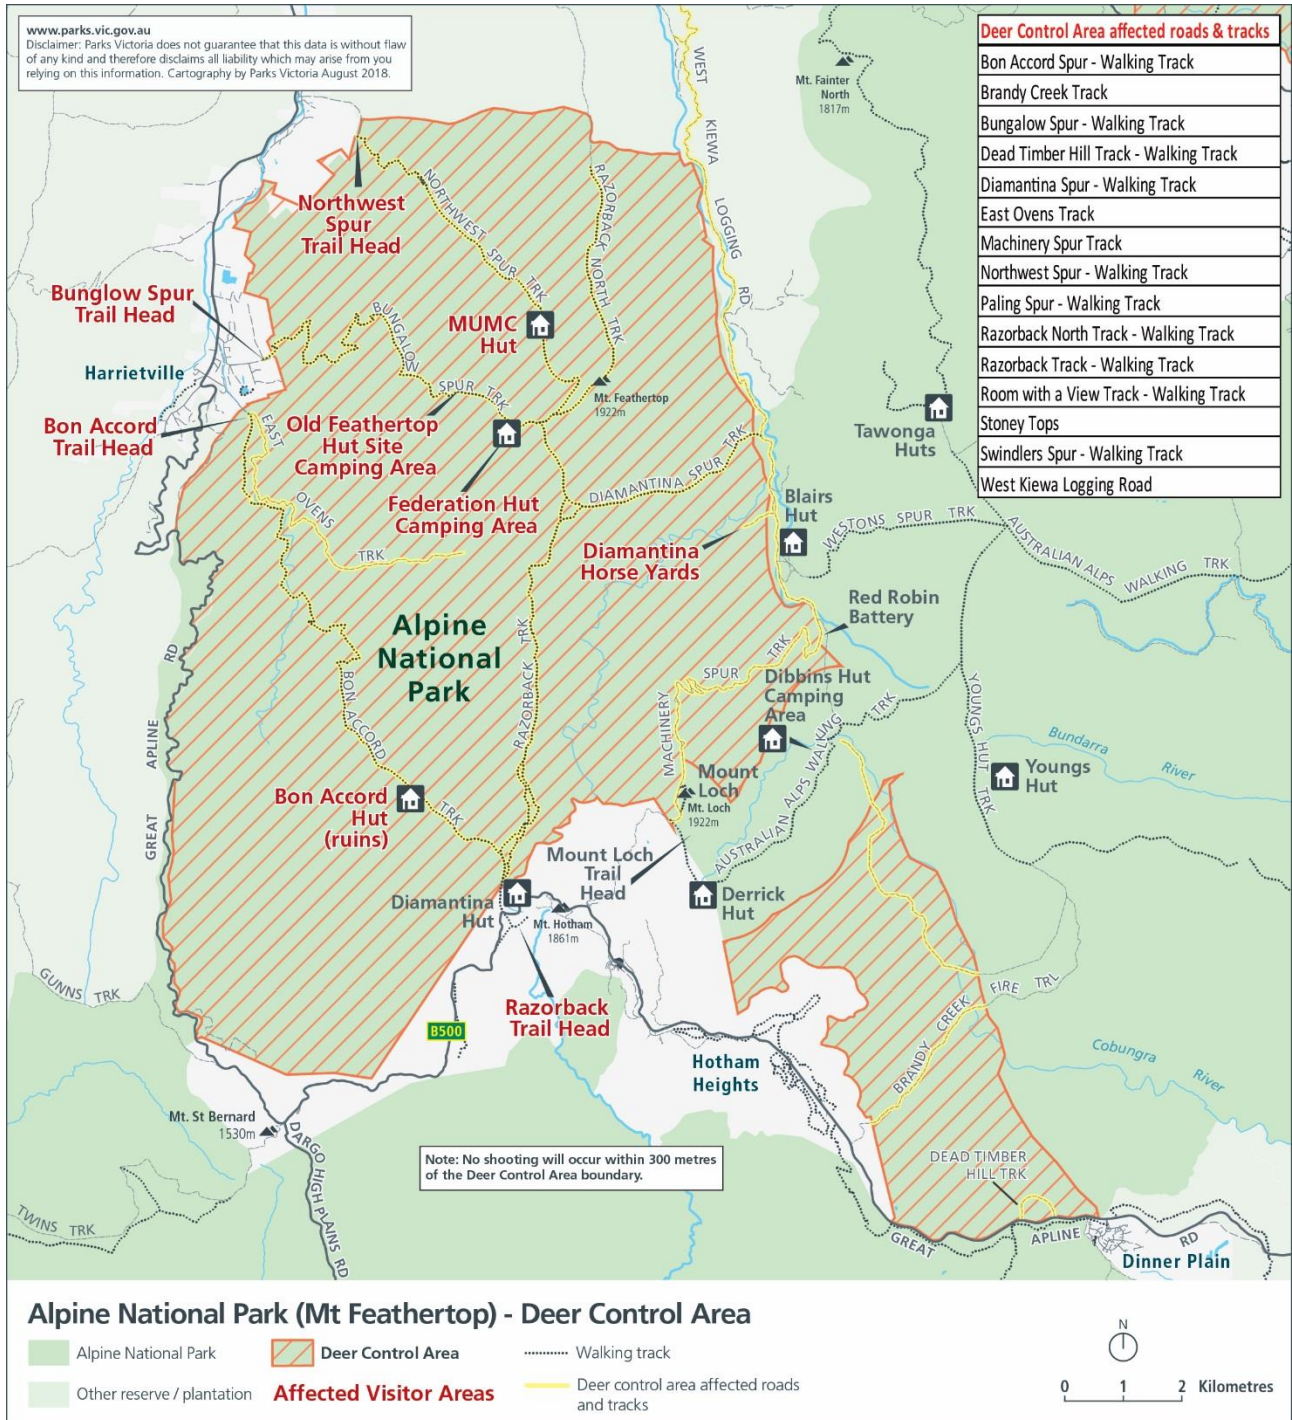 www.parks.vic.gov.au
Disclaimer: Parks Victoria does not guarantee that this data is without flaw
of any kind and therefore disclaims all liability which may arise from you
relying on this information. Cartography by Parks Victoria August 2018.
Deer Control Area affected roads & tracks
Bon Accord Spur - Walking Track
Brandy Creek Track
Bungalow Spur - Walking Track
Dead Timber Hill Track - Walking Track
Diamantina Spur - Walking Track
East Ovens Track
Machinery Spur Track
Northwest Spur - Walking Track
Paling Spur - Walking Track
Razorback North Track - Walking Track
Razorback Track - Walking Track
Room with a View Track - Walking Track
Stoney Tops
Swindlers Spur - Walking Track
West Kiewa Logging Road
WEST KIEWA LOGGING RD
Mt. Fainter
North
1817m
Northwest
Spur
Trail Head
NORTHWEST SPUR TRK
RAZORBACK NORTH TRK
Bunglow Spur
Trail Head
BUNGALOW SPUR TRK
MUMC
Hut
Harrietville
Mt. Feathertop
1922m
Bon Accord
Trail Head
EAST OVENS TRK
Old Feathertop
Hut Site
Camping Area
Tawonga
Huts
Federation Hut
Camping Area
DIAMANTINA SPUR TRK
Blairs
Hut
WESTONS SPUR TRK
AUSTRALIAN ALPS WALKING TRK
Diamantina
Horse Yards
Red Robin
Battery
Alpine
National
Park
RAZORBACK TRK
MACHINERY SPUR TRK
Dibbins Hut
Camping
Area
BON ACCORD TRK
GREAT APLINE RD
YOUNGS HUT TRK
Bundarra River
Youngs
Hut
Mount
Loch
Mt. Loch
1922m
AUSTRALIAN ALPS WALKING TRK
Bon Accord
Hut
(ruins)
Mount Loch
Trail
Head
Derrick
Hut
Diamantina
Hut
Mt. Hotham
1861m
GUNNS TRK
Razorback
Trail Head
B500
BRANDY CREEK FIRE TRL
Hotham
Heights
Cobungra River
Mt. St Bernard
1530m
DARGO HIGH PLAINS RD
Note: No shooting will occur within 300 metres
of the Deer Control Area boundary.
DEAD TIMBER
HILL TRK
TWINS TRK
GREAT APLINE RD
Dinner Plain
Alpine National Park (Mt Feathertop) - Deer Control Area
Alpine National Park
Deer Control Area
Walking track
Other reserve / plantation
Affected Visitor Areas
Deer control area affected roads
and tracks
N
0 1 2 Kilometres